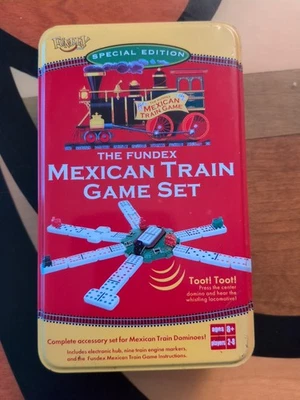 Fundex
SPECIAL EDITION
MEXICAN
TRAIN GAME
THE FUNDEX
MEXICAN TRAIN
GAME SET
Toot! Toot!
Press the center
domino and hear the
whistling locomotive!
Complete accessory set for Mexican Train Dominoes!
Includes electronic hub, nine train engine markers,
and the Fundex Mexican Train Game instructions.
ages 8+
players 2-8